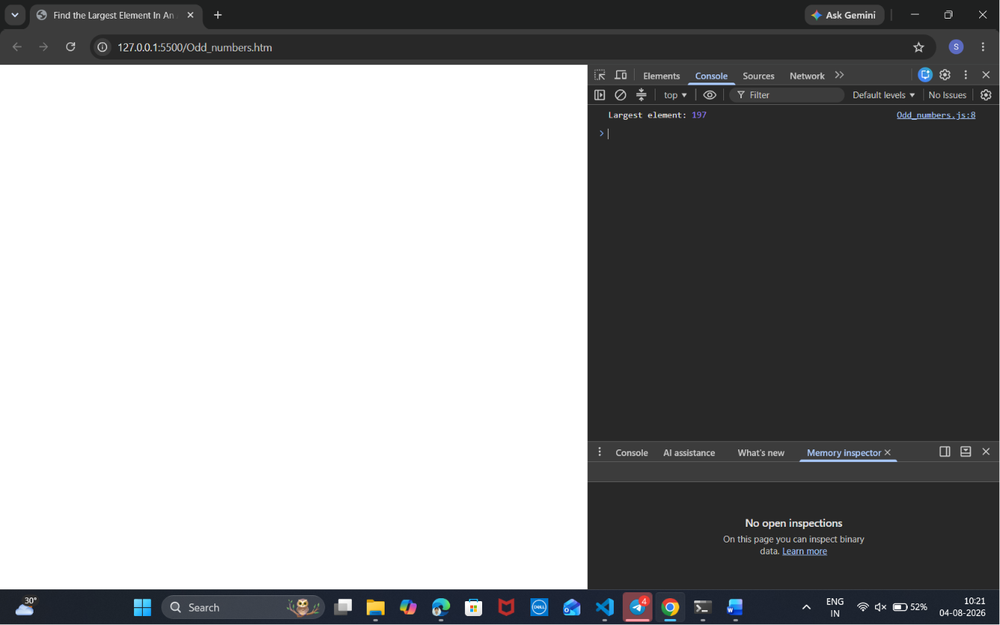 Find the Largest Element In An
Ask Gemini
127.0.0.1:5500/Odd_numbers.htm
S
Elements Console Sources Network
top Filter Default levels No Issues
Largest element: 197 Odd_numbers.js:8
>
Console AI assistance What's new Memory inspector
No open inspections
On this page you can inspect binary
data. Learn more
30°
Search
DELL
4
ENG
IN
52%
10:21
04-08-2026